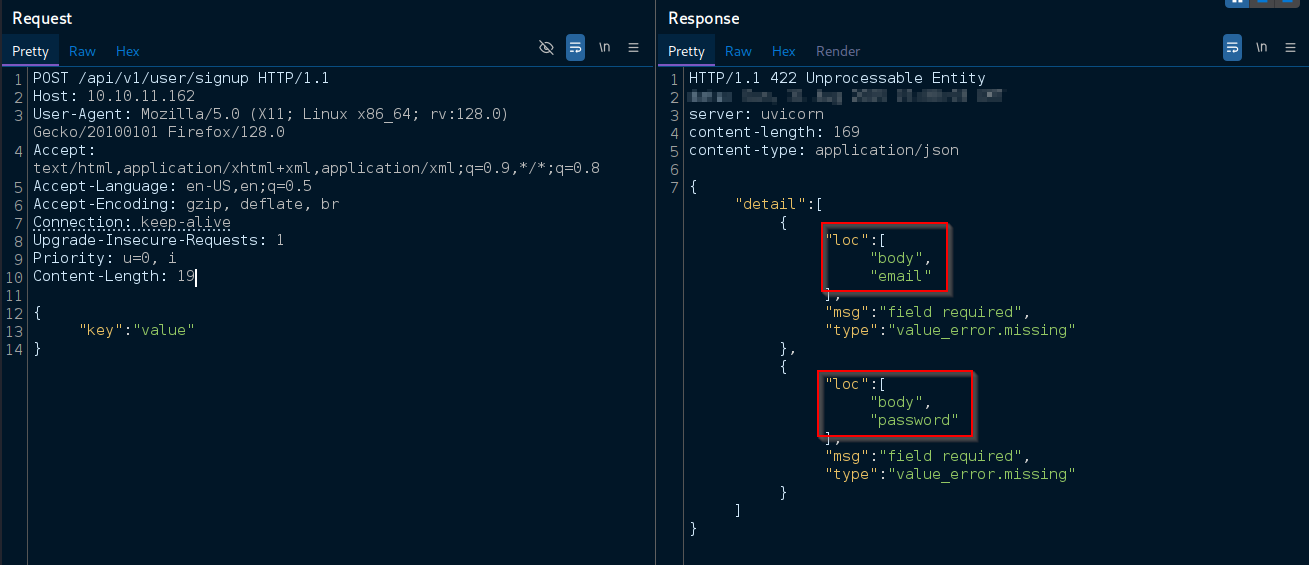 Request
Pretty Raw Hex \n
1 POST /api/v1/user/signup HTTP/1.1
2 Host: 10.10.11.162
3 User-Agent: Mozilla/5.0 (X11; Linux x86_64; rv:128.0)
Gecko/20100101 Firefox/128.0
4 Accept:
text/html,application/xhtml+xml,application/xml;q=0.9,*/*;q=0.8
5 Accept-Language: en-US,en;q=0.5
6 Accept-Encoding: gzip, deflate, br
7 Connection: keep-alive
8 Upgrade-Insecure-Requests: 1
9 Priority: u=0, i
10 Content-Length: 19
11
12 {
13 "key":"value"
14 }
Response
Pretty Raw Hex Render \n
1 HTTP/1.1 422 Unprocessable Entity
2
3 server: uvicorn
4 content-length: 169
5 content-type: application/json
6
7 {
"detail":[
{
"loc":[
"body",
"email"
],
"msg":"field required",
"type":"value_error.missing"
},
{
"loc":[
"body",
"password"
],
"msg":"field required",
"type":"value_error.missing"
}
]
}